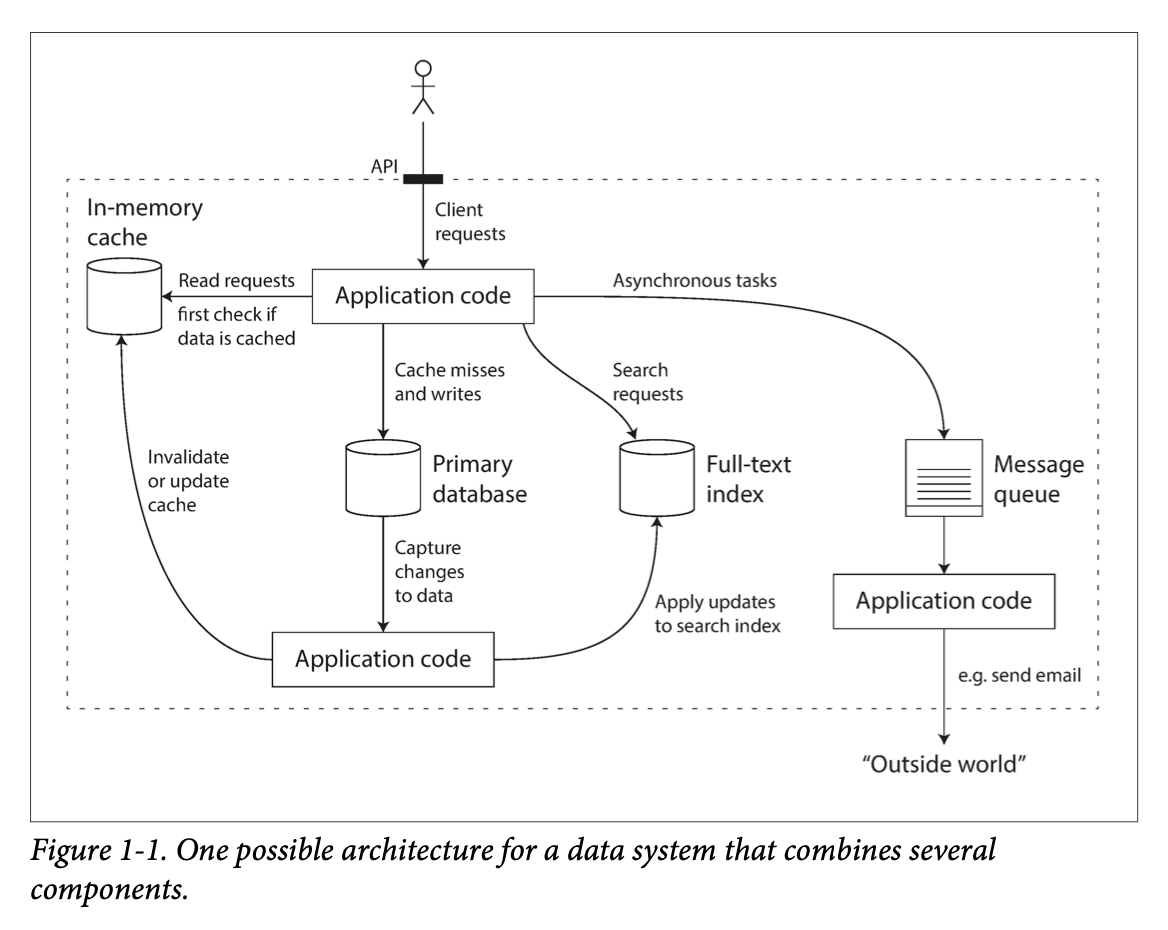 API
Client
requests
In-memory
cache
Read requests
first check if
data is cached
Application code
Asynchronous tasks
Cache misses
and writes
Search
requests
Invalidate
or update
cache
Primary
database
Full-text
index
Message
queue
Capture
changes
to data
Apply updates
to search index
Application code
Application code
e.g. send email
“Outside world”
Figure 1-1. One possible architecture for a data system that combines several
components.